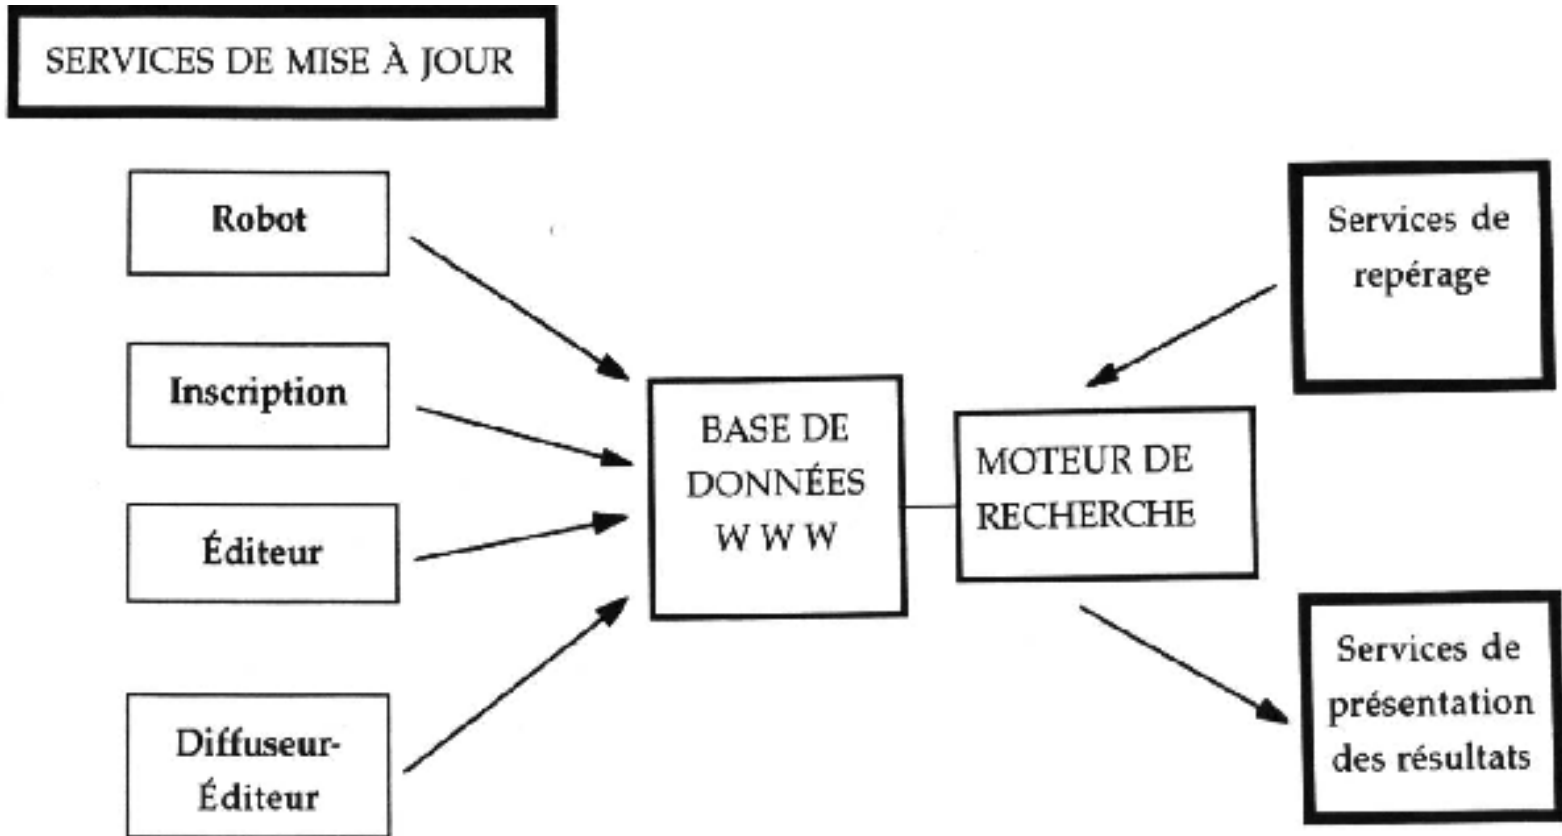 SERVICES DE MISE À JOUR
Robot
Inscription
Éditeur
Diffuseur-
Éditeur
BASE DE
DONNÉES
W W W
MOTEUR DE
RECHERCHE
Services de
repérage
Services de
présentation
des résultats